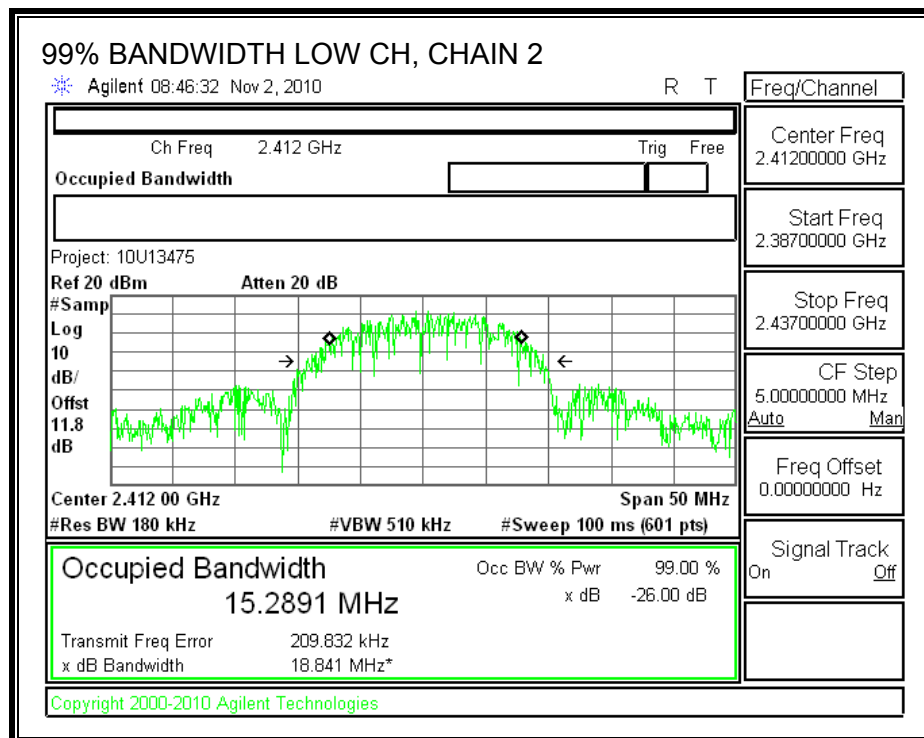 99% BANDWIDTH LOW CH, CHAIN 2
Agilent 08:46:32 Nov 2, 2010 R T
Freq/Channel
Ch Freq 2.412 GHz Trig Free
Occupied Bandwidth
Center Freq
2.41200000 GHz
Start Freq
2.38700000 GHz
Stop Freq
2.43700000 GHz
CF Step
5.00000000 MHz
Auto Man
Freq Offset
0.00000000 Hz
Signal Track
On Off
Project: 10U13475
Ref 20 dBm Atten 20 dB
#Samp
Log
10
dB/
Offst
11.8
dB
Center 2.412 00 GHz Span 50 MHz
#Res BW 180 kHz #VBW 510 kHz #Sweep 100 ms (601 pts)
Occupied Bandwidth Occ BW % Pwr 99.00 %
15.2891 MHz x dB -26.00 dB
Transmit Freq Error 209.832 kHz
x dB Bandwidth 18.841 MHz*
Copyright 2000-2010 Agilent Technologies